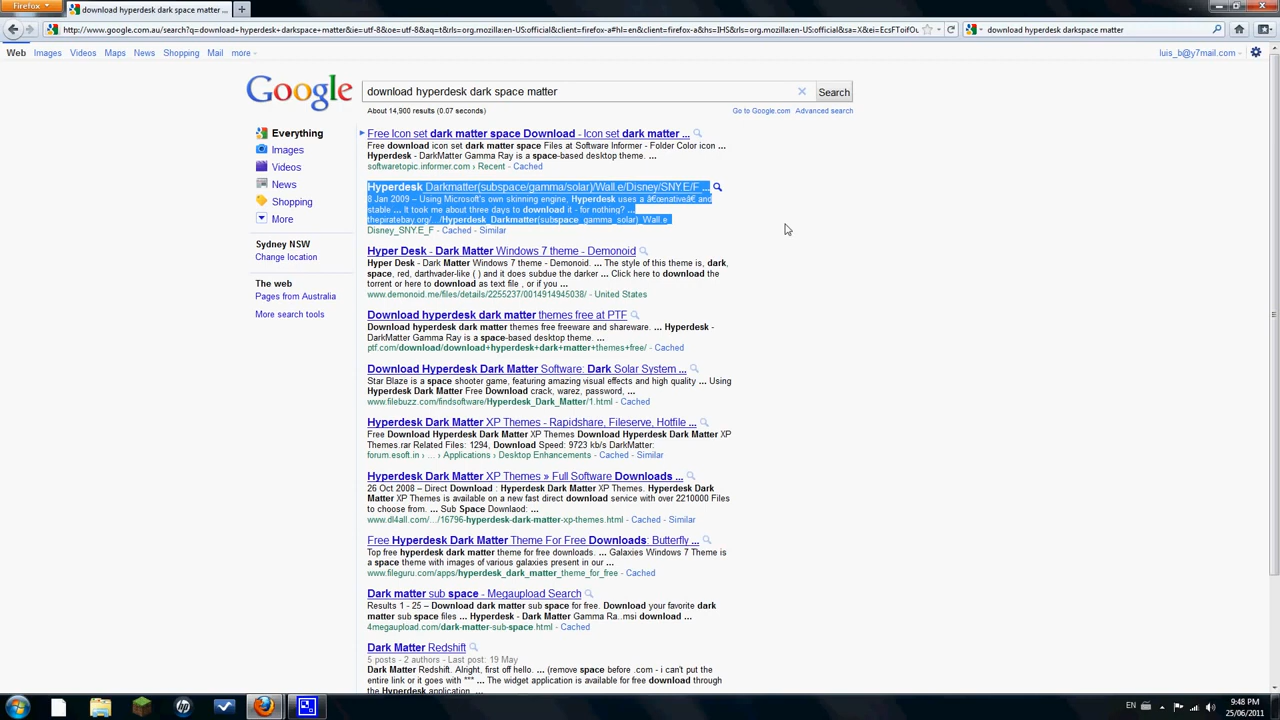 Firefox
download hyperdesk dark space matter ...
http://www.google.com.au/search?q=download+hyperdesk+darkspace+matter&ie=utf-8&oe=utf-8&aq=t&rls=org.mozilla:en-US:official&client=firefox-a#hl=en&client=firefox-a&hs=IHS&rls=org.mozilla:en-US:official&sa=X&ei=EcsFToifOu
download hyperdesk darkspace matter
Web Images Videos Maps News Shopping Mail more
luis_b@y7mail.com
Google
download hyperdesk dark space matter
Search
About 14,900 results (0.07 seconds)
Go to Google.com Advanced search
Everything
Images
Videos
News
Shopping
More
Sydney NSW
Change location
The web
Pages from Australia
More search tools
Free Icon set dark matter space Download - Icon set dark matter ...
Free download icon set dark matter space Files at Software Informer - Folder Color icon ...
Hyperdesk - DarkMatter Gamma Ray is a space-based desktop theme. ...
softwaretopic.informer.com › Recent - Cached
Hyperdesk Darkmatter(subspace/gamma/solar)/Wall.e/Disney/SNY.E/F ...
8 Jan 2009 – Using Microsoft's own skinning engine, Hyperdesk uses a â€œnativeâ€ and
stable ... It took me about three days to download it - for nothing? ...
thepiratebay.org/.../Hyperdesk_Darkmatter(subspace_gamma_solar)_Wall.e_
Disney_SNY.E_F - Cached - Similar
Hyper Desk - Dark Matter Windows 7 theme - Demonoid
Hyper Desk - Dark Matter Windows 7 theme. ... The style of this theme is, dark,
space, red, darthvader-like ( ) and it does subdue the darker ... Click here to download the
torrent or here to download as text file , or if you ...
www.demonoid.me/files/details/2255237/0014914945038/ - United States
Download hyperdesk dark matter themes free at PTF
Download hyperdesk dark matter themes free freeware and shareware. ... Hyperdesk -
DarkMatter Gamma Ray is a space-based desktop theme. ...
ptf.com/download/download+hyperdesk+dark+matter+themes+free/ - Cached
Download Hyperdesk Dark Matter Software: Dark Solar System ...
Star Blaze is a space shooter game, featuring amazing visual effects and high quality ... Using
Hyperdesk Dark Matter Free Download crack, warez, password, ...
www.filebuzz.com/findsoftware/Hyperdesk_Dark_Matter/1.html - Cached
Hyperdesk Dark Matter XP Themes - Rapidshare, Fileserve, Hotfile ...
Free Download Hyperdesk Dark Matter XP Themes Download Hyperdesk Dark Matter XP
Themes.rar Related Files: 1294, Download Speed: 9723 kb/s DarkMatter:
forum.esoft.in › ... › Applications › Desktop Enhancements - Cached - Similar
Hyperdesk Dark Matter XP Themes » Full Software Downloads ...
26 Oct 2008 – Direct Download : Hyperdesk Dark Matter XP Themes. Hyperdesk Dark
Matter XP Themes is available on a new fast direct download service with over 2210000 Files
to choose from. ... Sub Space Downlaod: ...
www.dl4all.com/.../16796-hyperdesk-dark-matter-xp-themes.html - Cached - Similar
Free Hyperdesk Dark Matter Theme For Free Downloads: Butterfly ...
Top free hyperdesk dark matter theme for free downloads. ... Galaxies Windows 7 Theme is
a space theme with images of various galaxies present in our ...
www.fileguru.com/apps/hyperdesk_dark_matter_theme_for_free - Cached
Dark matter sub space - Megaupload Search
Results 1 - 25 – Download dark matter sub space for free. Download your favorite dark
matter sub space files ... Hyperdesk - Dark Matter Gamma Ra..msi download ...
4megaupload.com/dark-matter-sub-space.html - Cached
Dark Matter Redshift
5 posts - 2 authors - Last post: 19 May
Dark Matter Redshift. Alright, first off hello. ... (remove space before .com - i can't put the
entire link or it goes with *** ... The widget application is available for free download through
the Hyperdesk application. ...
EN
9:48 PM
25/06/2011